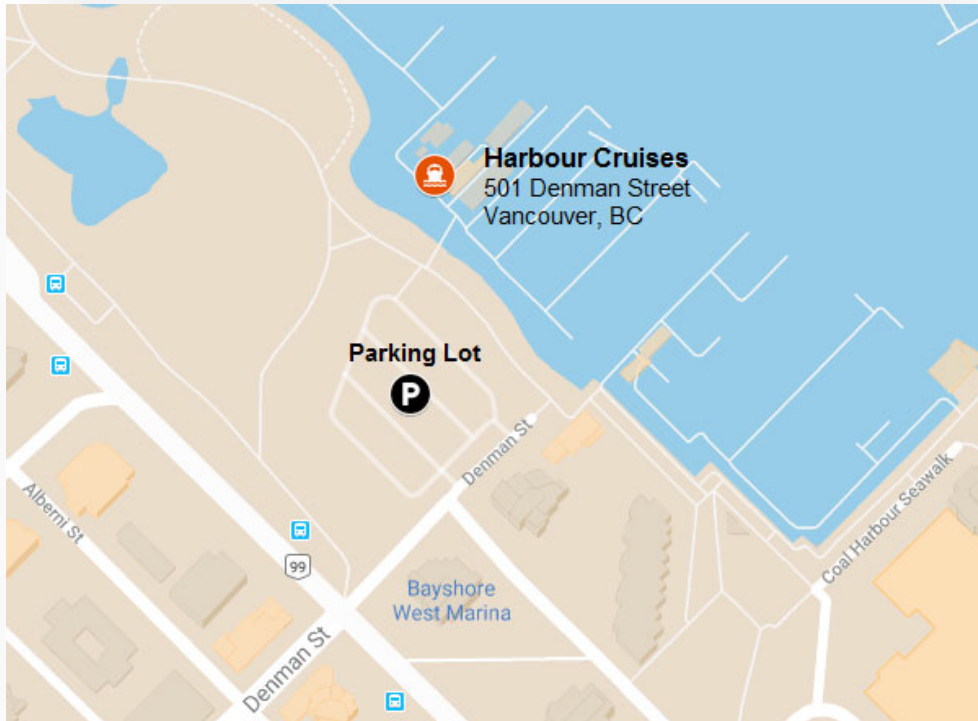 Harbour Cruises
501 Denman Street
Vancouver, BC
Parking Lot
P
Denman St
Alberni St
Coal Harbour Seawalk
99
Bayshore
West Marina
Denman St